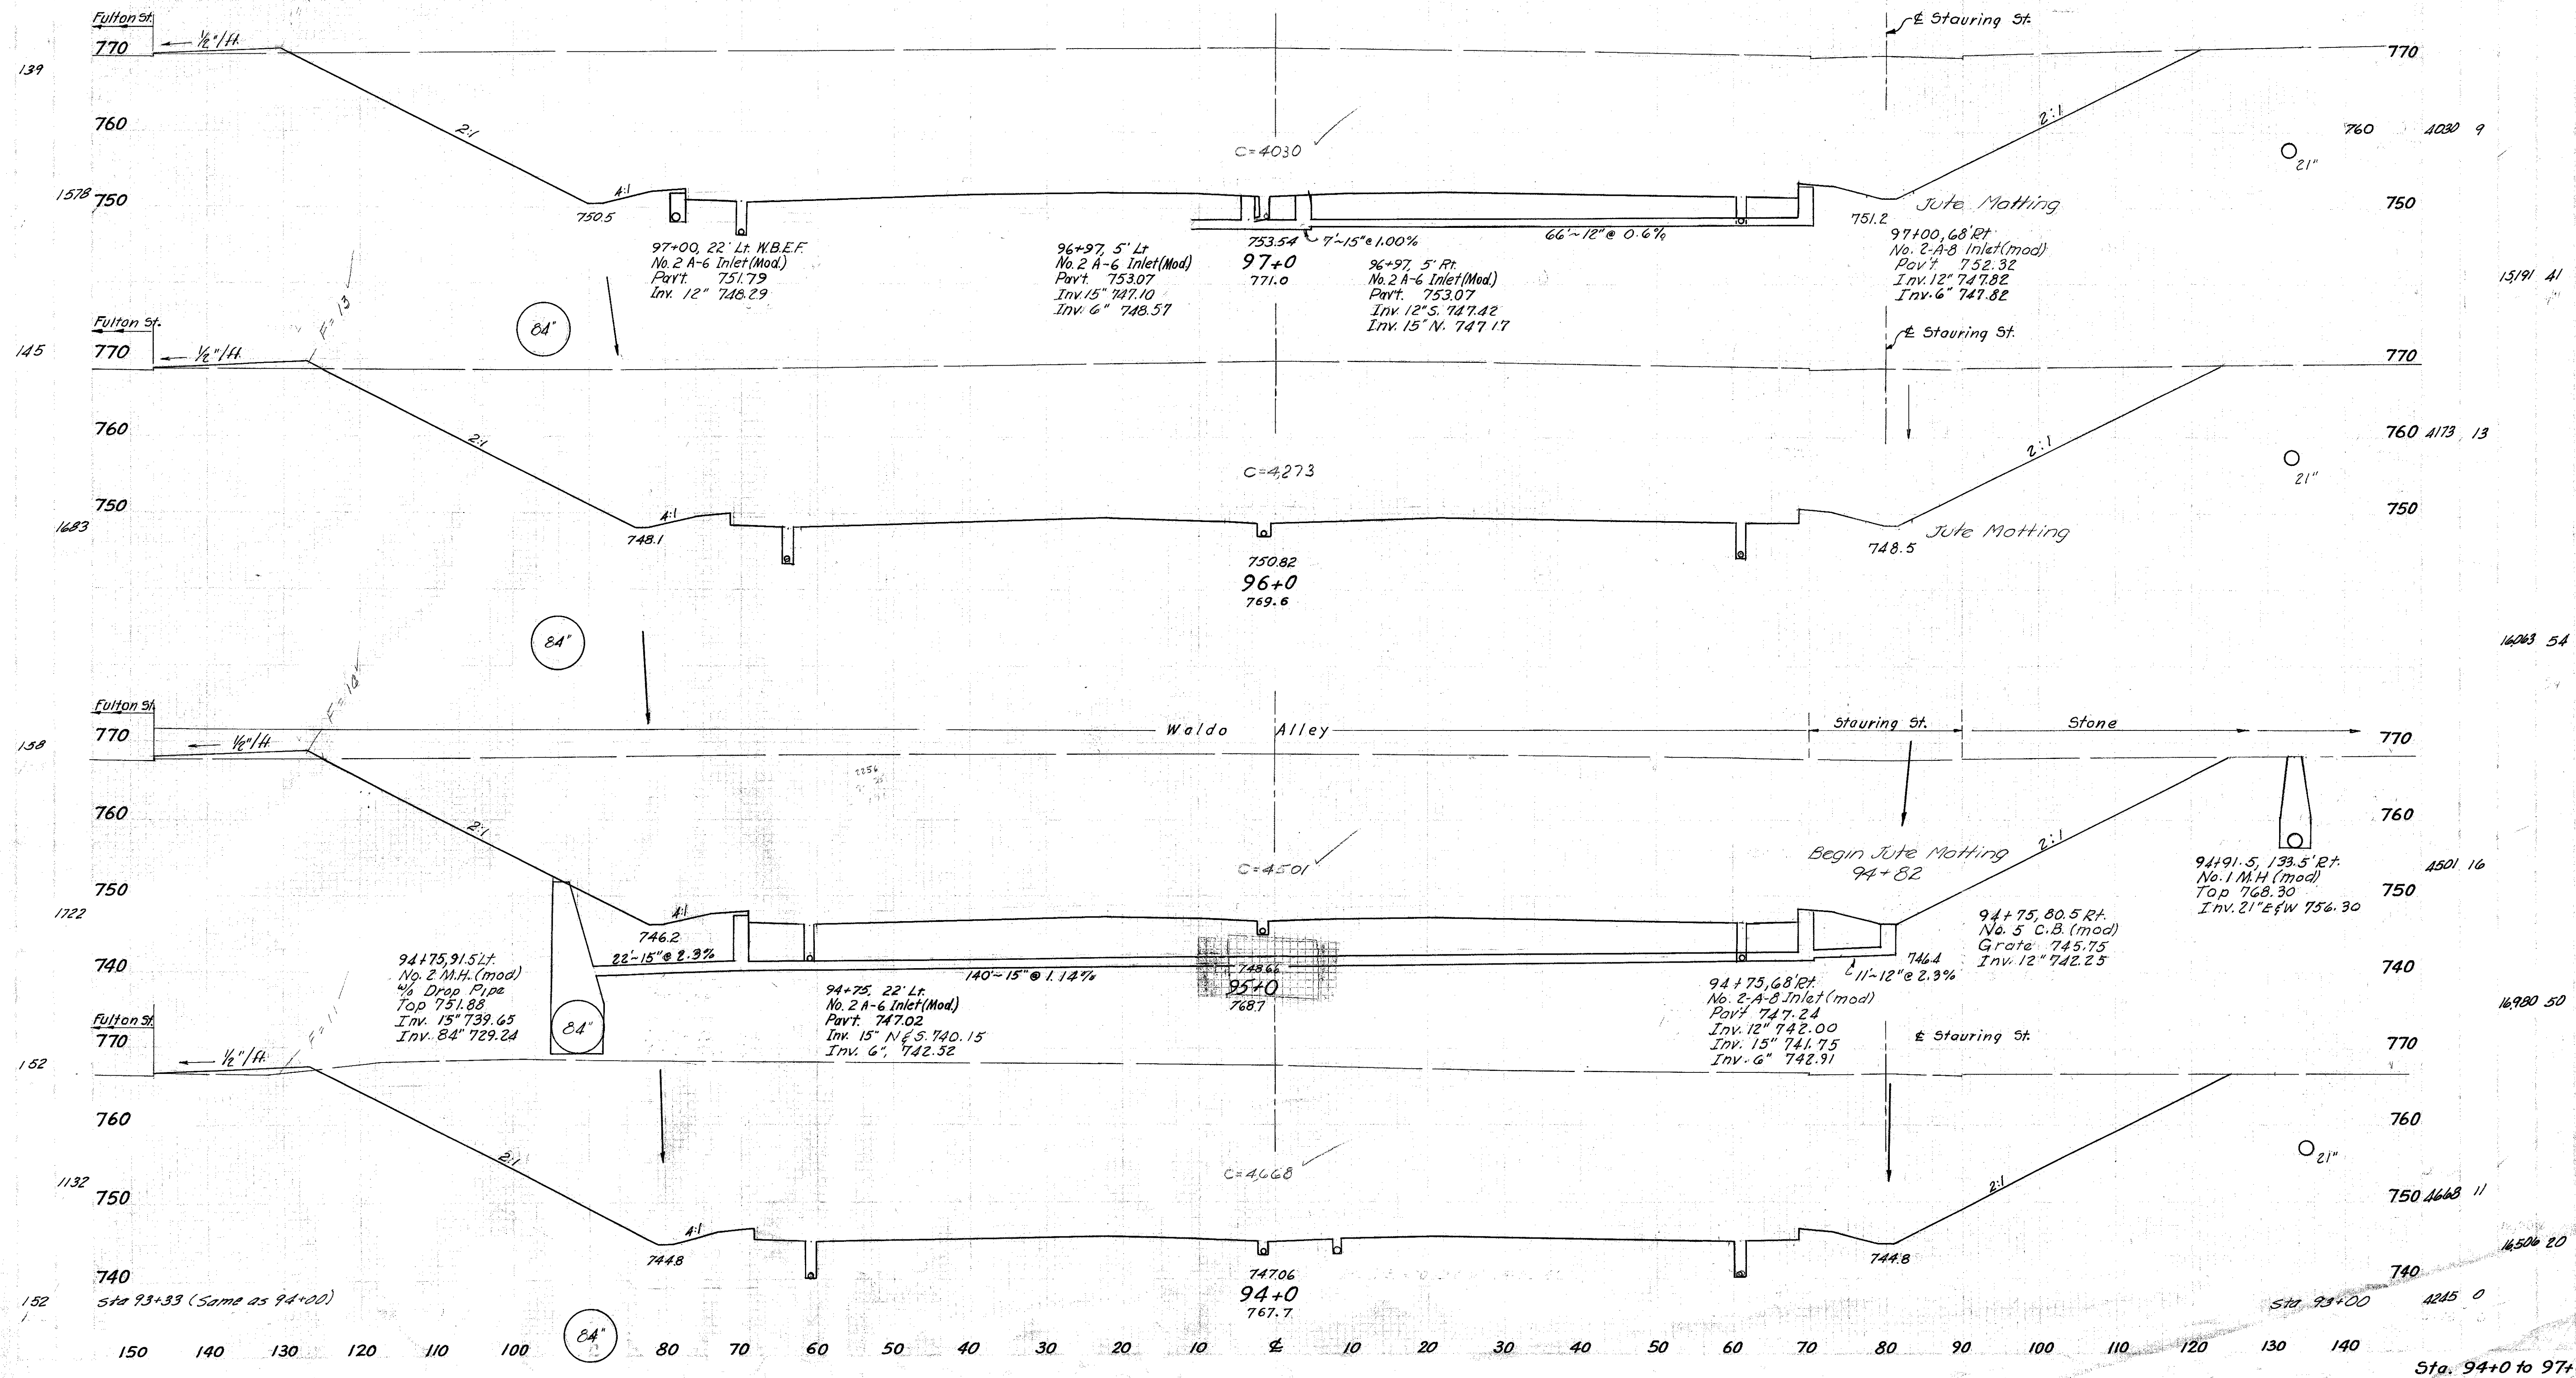 Fulton St.
770
½"/ft.
₵ Stauring St.
770
139
760
2:1
2:1
C=4030
760
4030 9
21"
1578
750
4:1
750.5
751.2
Jute Matting
750
97+00, 22' Lt. W.B.E.F.
No. 2 A-6 Inlet (Mod.)
Pav't. 751.79
Inv. 12" 748.29
96+97, 5' Lt
No. 2 A-6 Inlet (Mod.)
Pav't. 753.07
Inv. 15" 747.10
Inv. 6" 748.57
753.54
97+0
771.0
7'~15"@1.00%
66'~12"@ 0.6%
96+97, 5' Rt.
No. 2 A-6 Inlet (Mod.)
Pav't. 753.07
Inv. 12" S. 747.42
Inv. 15" N. 747.17
97+00, 68' Rt
No. 2-A-8 Inlet (mod)
Pav't 752.32
Inv. 12" 747.82
Inv. 6" 747.82
15,191 41
F=13
84"
Fulton St.
770
½"/ft.
₵ Stauring St.
770
145
760
2:1
2:1
C=4,273
760
4173 13
21"
750
4:1
1683
748.1
748.5
Jute Matting
750
750.82
96+0
769.6
84"
16,063 54
Fulton St
770
½"/ft.
Waldo Alley
Stauring St.
Stone
770
158
2256
760
2:1
2:1
C=4501
Begin Jute Matting
94+82
760
94+91.5, 133.5' Rt.
No. 1 M.H (mod)
Top 768.30
Inv. 21" E&W 756.30
4501 16
750
750
1722
4:1
746.2
22'~15"@ 2.3%
140'~15"@ 1.14%
748.66
95+0
768.7
746.4
11'~12"@ 2.3%
94+75, 80.5 Rt.
No. 5 C.B. (mod)
Grate 745.75
Inv. 12" 742.25
740
740
94+75, 91.5 Lt.
No. 2 M.H. (mod)
w/ Drop Pipe
Top 751.88
Inv. 15" 739.65
Inv. 84" 729.24
84"
94+75, 22' Lt.
No. 2 A-6 Inlet (Mod.)
Pav't. 747.02
Inv. 15" N & S. 740.15
Inv. 6", 742.52
94+75, 68' Rt.
No. 2-A-8 Inlet (mod)
Pav't 747.24
Inv. 12" 742.00
Inv. 15" 741.75
Inv. 6" 742.91
16,980 50
F=11
Fulton St
770
½"/ft.
₵ Stauring St.
770
152
760
2:1
2:1
C=4,668
760
21"
1132
750
750
4668 11
4:1
744.8
744.8
747.06
94+0
767.7
740
740
16,506 20
152
Sta 93+33 (Same as 94+00)
Sta 93+00
4245 0
84"
150 140 130 120 110 100 80 70 60 50 40 30 20 10 ₵ 10 20 30 40 50 60 70 80 90 100 110 120 130 140
Sta. 94+0 to 97+